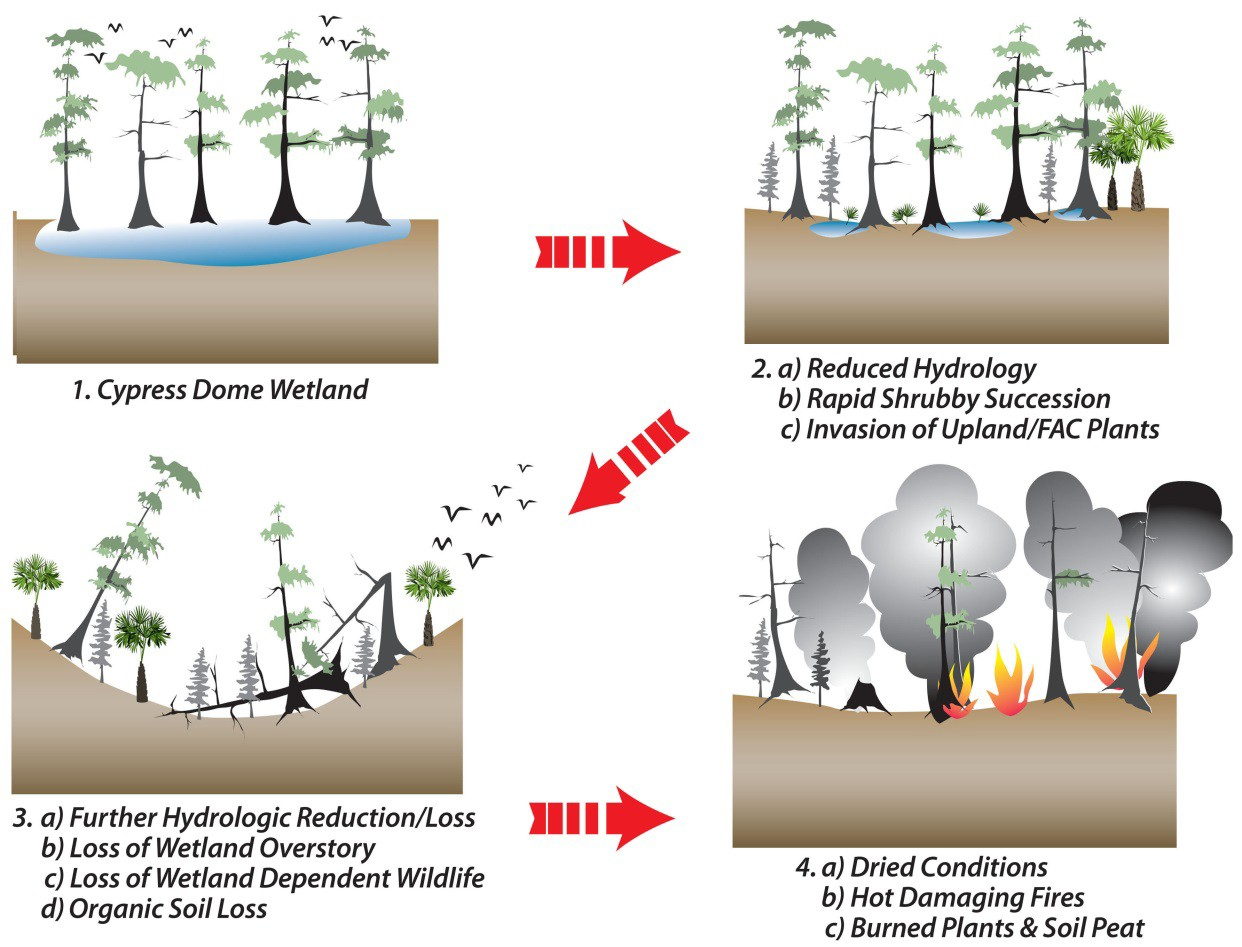 1. Cypress Dome Wetland
2. a) Reduced Hydrology
b) Rapid Shrubby Succession
c) Invasion of Upland/FAC Plants
3. a) Further Hydrologic Reduction/Loss
b) Loss of Wetland Overstory
c) Loss of Wetland Dependent Wildlife
d) Organic Soil Loss
4. a) Dried Conditions
b) Hot Damaging Fires
c) Burned Plants & Soil Peat